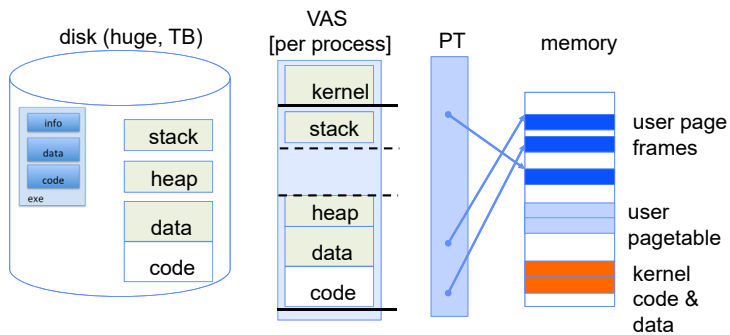 disk (huge, TB)
info
data
code
exe
stack
heap
data
code
VAS
[per process]
kernel
stack
heap
data
code
PT
memory
user page
frames
user
pagetable
kernel
code &
data